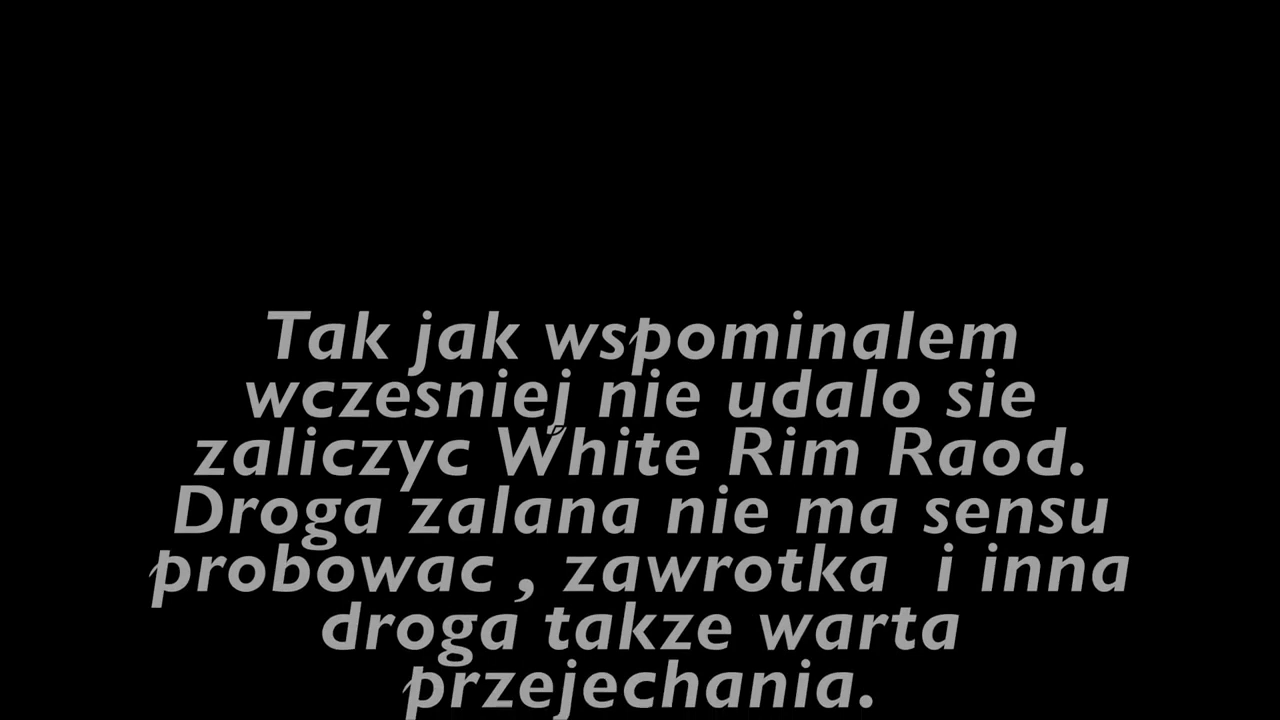 Tak jak wspominalem
wczesniej nie udalo sie
zaliczyc White Rim Raod.
Droga zalana nie ma sensu
probowac , zawrotka  i inna
droga takze warta
przejechania.